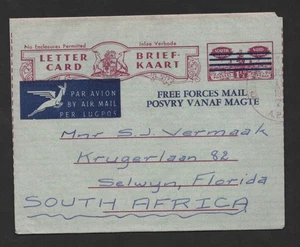 No Enclosures Permitted Inlae Verbode
LETTER CARD BRIEF-KAART
SOUTH
PAR AVION
BY AIR MAIL
PER LUGPOS
FREE FORCES MAIL
POSVRY VANAF MAGTE
Mnr S.J Vermaak
Krugerlaan 82
Selwyn, Florida
SOUTH AFRICA